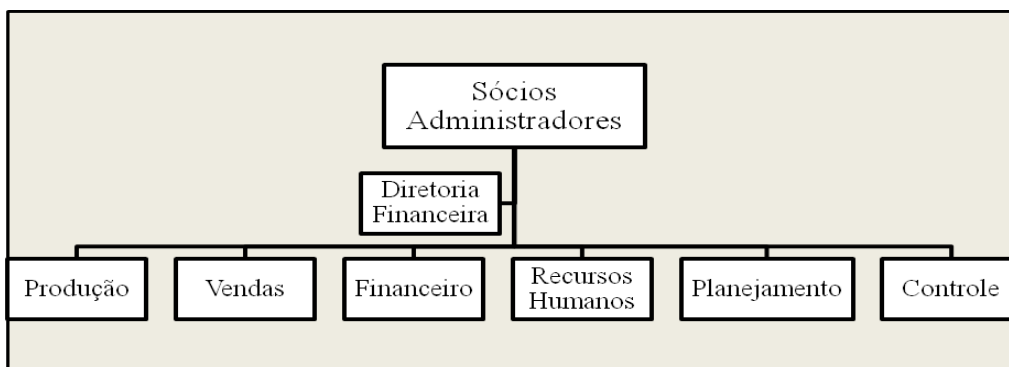 Sócios
Administradores
Diretoria
Financeira
Produção
Vendas
Financeiro
Recursos
Humanos
Planejamento
Controle